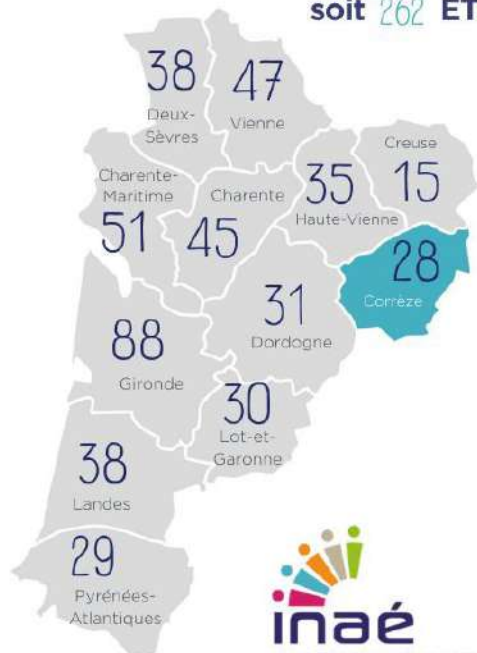 soit 262 ET
38
Deux-
Sèvres
47
Vienne
Creuse
15
Charente-
Maritime
51
Charente
45
35
Haute-Vienne
28
Corrèze
31
Dordogne
88
Gironde
30
Lot-et-
Garonne
38
Landes
29
Pyrénées-
Atlantiques
inaé